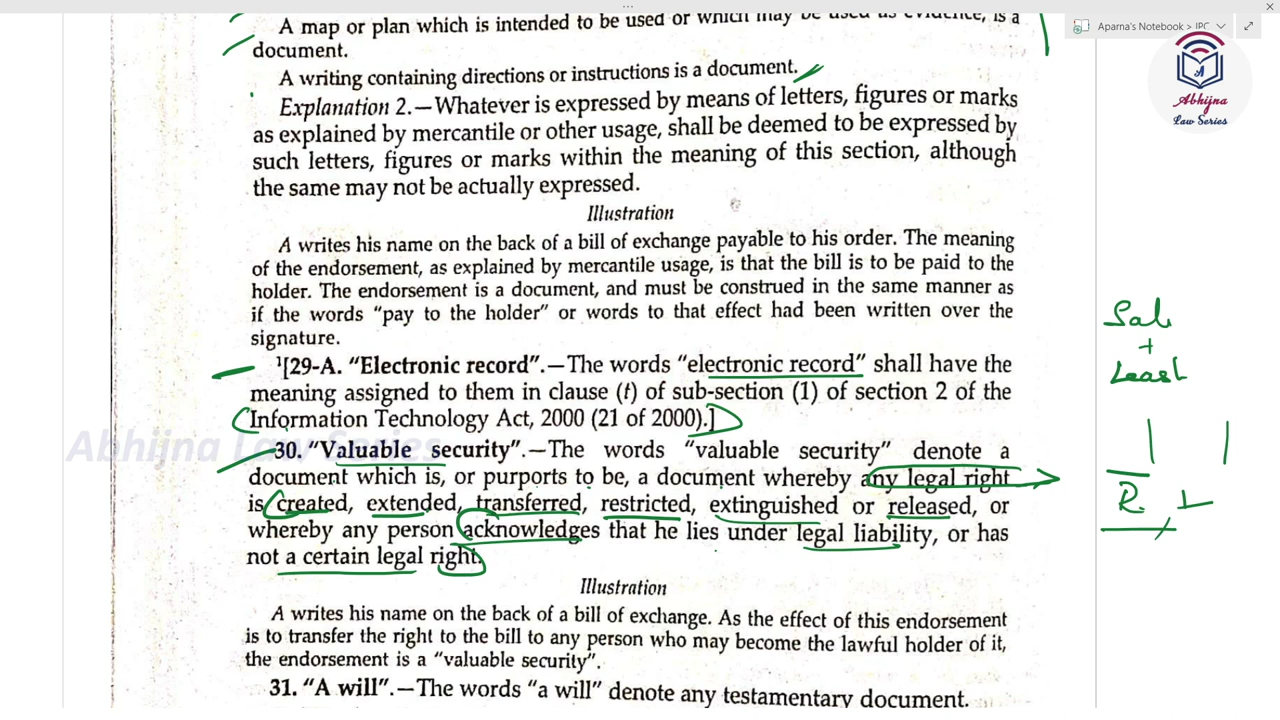 Aparna's Notebook > IPC
A map or plan which is intended to be used or which may be used as evidence, is a
document.
A writing containing directions or instructions is a document.
Explanation 2.—Whatever is expressed by means of letters, figures or marks
as explained by mercantile or other usage, shall be deemed to be expressed by
such letters, figures or marks within the meaning of this section, although
the same may not be actually expressed.
Illustration
A writes his name on the back of a bill of exchange payable to his order. The meaning
of the endorsement, as explained by mercantile usage, is that the bill is to be paid to the
holder. The endorsement is a document, and must be construed in the same manner as
if the words "pay to the holder" or words to that effect had been written over the
signature.
¹[29-A. "Electronic record".—The words "electronic record" shall have the
meaning assigned to them in clause (t) of sub-section (1) of section 2 of the
Information Technology Act, 2000 (21 of 2000).]
30. "Valuable security".—The words "valuable security" denote a
document which is, or purports to be, a document whereby any legal right
is created, extended, transferred, restricted, extinguished or released, or
whereby any person acknowledges that he lies under legal liability, or has
not a certain legal right.
Illustration
A writes his name on the back of a bill of exchange. As the effect of this endorsement
is to transfer the right to the bill to any person who may become the lawful holder of it,
the endorsement is a "valuable security".
31. "A will".—The words "a will" denote any testamentary document.
A
Abhijna
Law Series
Abhijna Law Series
+
Least
R L